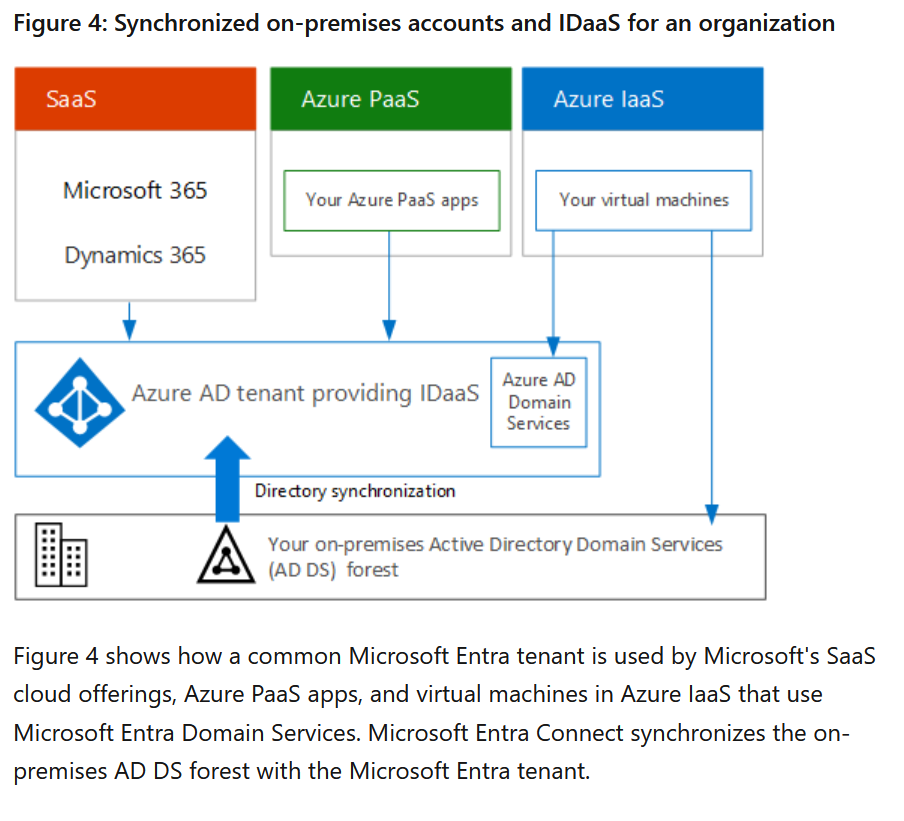 Figure 4: Synchronized on-premises accounts and IDaaS for an organization
SaaS
Microsoft 365
Dynamics 365
Azure PaaS
Your Azure PaaS apps
Azure IaaS
Your virtual machines
Azure AD tenant providing IDaaS
Azure AD
Domain
Services
Directory synchronization
Your on-premises Active Directory Domain Services
(AD DS) forest
Figure 4 shows how a common Microsoft Entra tenant is used by Microsoft's SaaS
cloud offerings, Azure PaaS apps, and virtual machines in Azure IaaS that use
Microsoft Entra Domain Services. Microsoft Entra Connect synchronizes the on-
premises AD DS forest with the Microsoft Entra tenant.